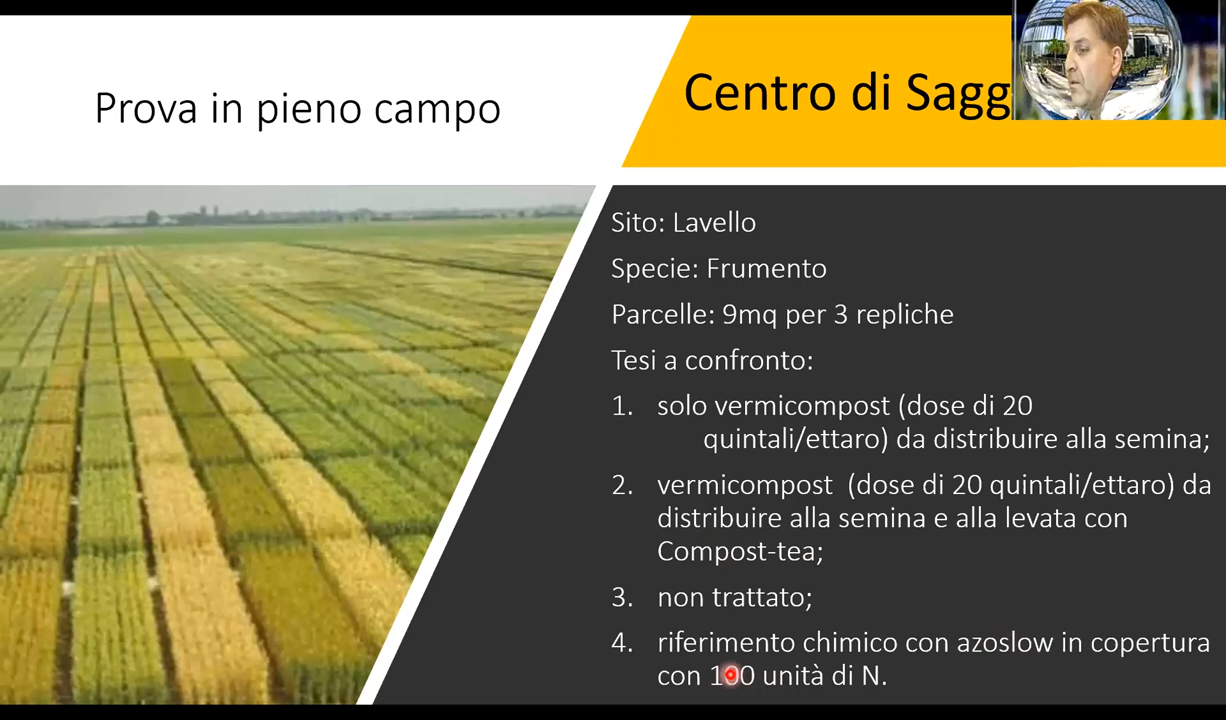 Prova in pieno campo
Centro di Sagg
Sito: Lavello
Specie: Frumento
Parcelle: 9mq per 3 repliche
Tesi a confronto:
1. solo vermicompost (dose di 20
quintali/ettaro) da distribuire alla semina;
2. vermicompost (dose di 20 quintali/ettaro) da
distribuire alla semina e alla levata con
Compost-tea;
3. non trattato;
4. riferimento chimico con azoslow in copertura
con 100 unità di N.